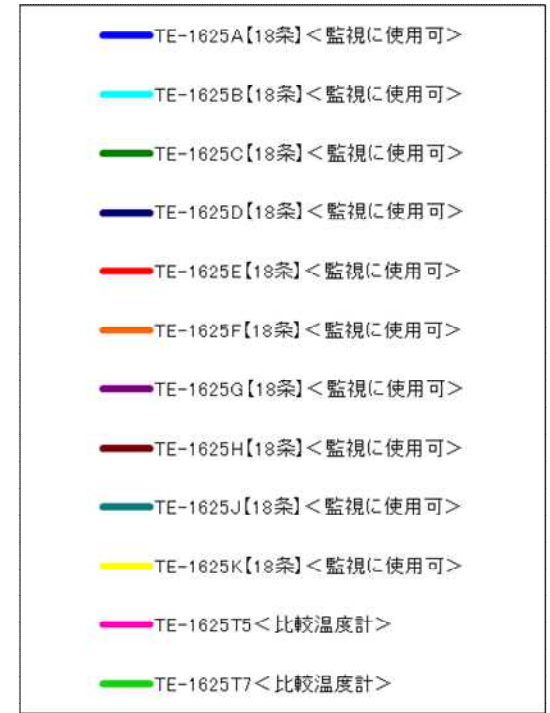 TE-1625A【18条】＜監視に使用可＞
TE-1625B【18条】＜監視に使用可＞
TE-1625C【18条】＜監視に使用可＞
TE-1625D【18条】＜監視に使用可＞
TE-1625E【18条】＜監視に使用可＞
TE-1625F【18条】＜監視に使用可＞
TE-1625G【18条】＜監視に使用可＞
TE-1625H【18条】＜監視に使用可＞
TE-1625J【18条】＜監視に使用可＞
TE-1625K【18条】＜監視に使用可＞
TE-1625T5＜比較温度計＞
TE-1625T7＜比較温度計＞